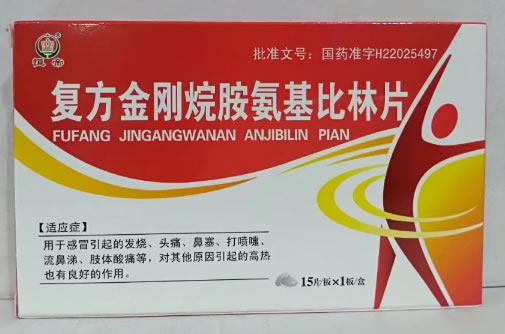 批准文号：国药准字H22025497
复方金刚烷胺氨基比林片
FUFANG JINGANGWANAN ANJIBILIN PIAN
【适应症】
用于感冒引起的发烧、头痛、鼻塞、打喷嚏、
流鼻涕、肢体酸痛等，对其他原因引起的高热
也有良好的作用。
15片/板×1板/盒